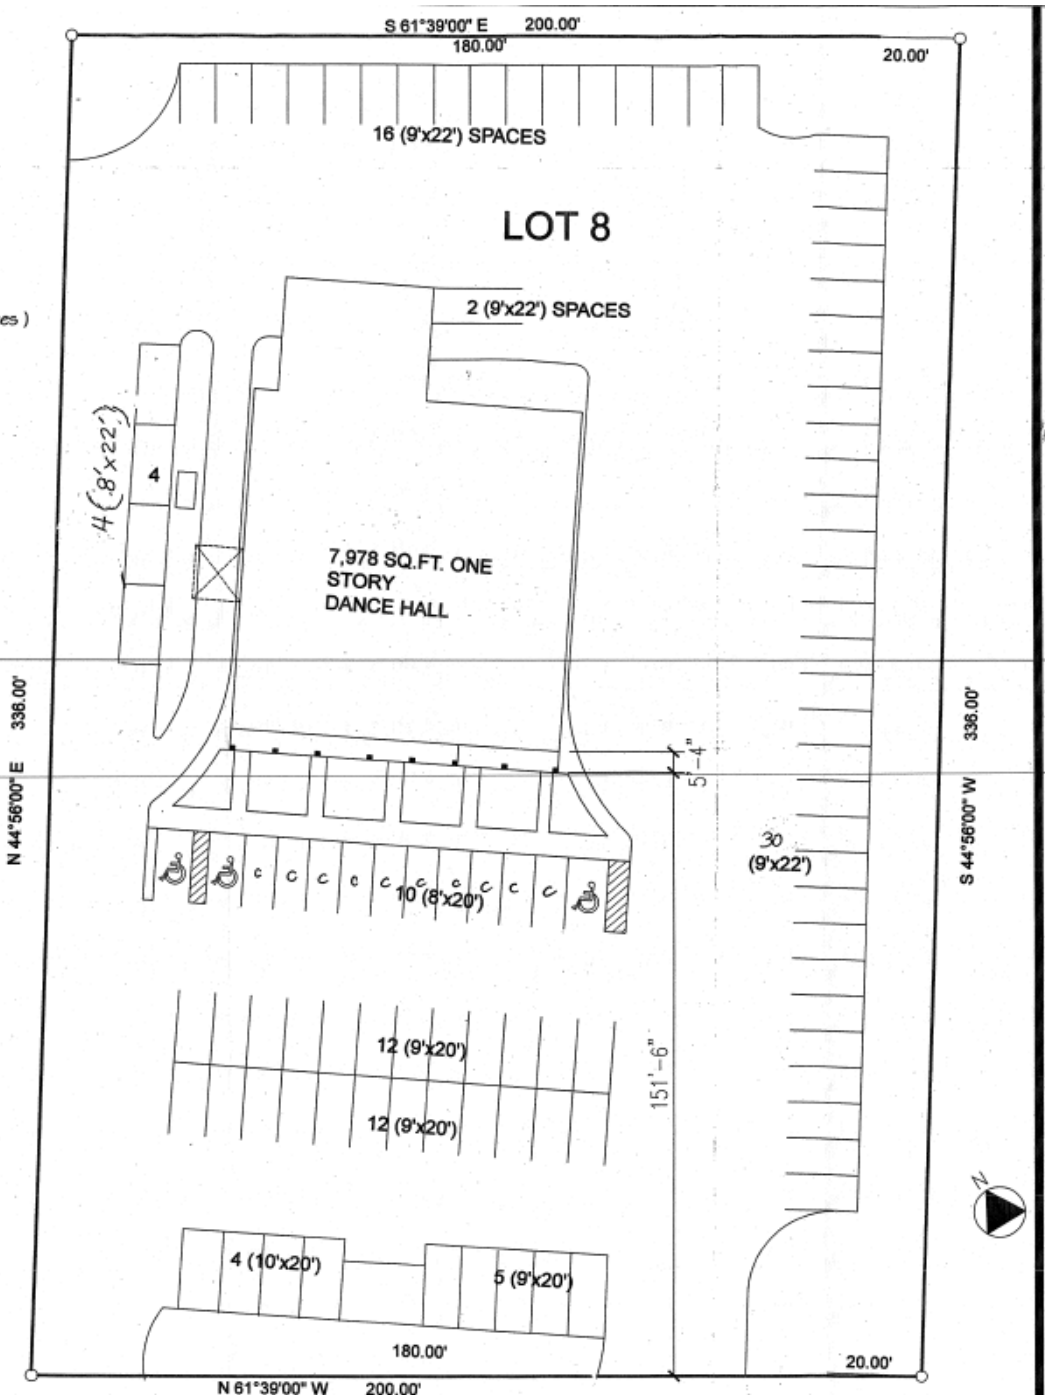 S 61°39'00" E 200.00'
180.00'
20.00'
16 (9'x22') SPACES
LOT 8
2 (9'x22') SPACES
es )
4 (8'x22')
4
7,978 SQ.FT. ONE
STORY
DANCE HALL
N 44°56'00" E 336.00'
S 44°56'00" W 336.00'
5'-4"
30
(9'x22')
c c c c c c c c c c
10 (8'x20')
12 (9'x20')
12 (9'x20')
151'-6"
N
4 (10'x20')
5 (9'x20')
180.00'
20.00'
N 61°39'00" W 200.00'